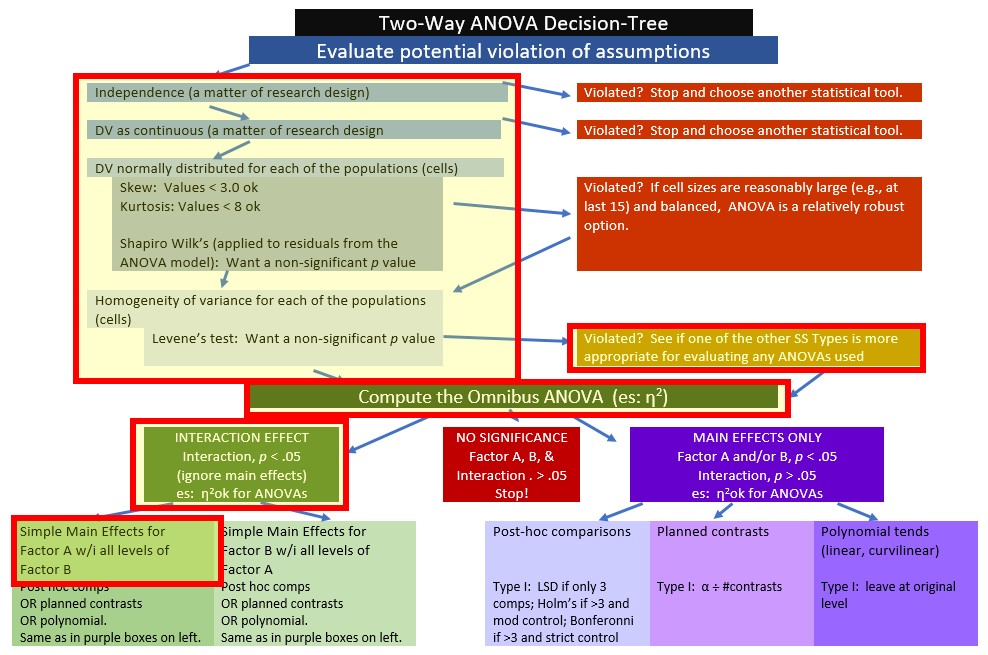 Two-Way ANOVA Decision-Tree
Evaluate potential violation of assumptions
Independence (a matter of research design)
Violated?  Stop and choose another statistical tool.
DV as continuous (a matter of research design
Violated?  Stop and choose another statistical tool.
DV normally distributed for each of the populations (cells)
Skew:  Values < 3.0 ok
Kurtosis: Values < 8 ok
Shapiro Wilk's (applied to residuals from the
ANOVA model):  Want a non-significant p value
Violated?  If cell sizes are reasonably large (e.g., at
last 15) and balanced,  ANOVA is a relatively robust
option.
Homogeneity of variance for each of the populations
(cells)
Levene's test:  Want a non-significant p value
Violated?  See if one of the other SS Types is more
appropriate for evaluating any ANOVAs used
Compute the Omnibus ANOVA  (es: η²)
INTERACTION EFFECT
Interaction, p < .05
(ignore main effects)
es:  η²ok for ANOVAs
NO SIGNIFICANCE
Factor A, B, &
Interaction . > .05
Stop!
MAIN EFFECTS ONLY
Factor A and/or B, p < .05
Interaction, p > .05
es:  η²ok for ANOVAs
Simple Main Effects for
Factor A w/i all levels of
Factor B
Post hoc comps
OR planned contrasts
OR polynomial.
Same as in purple boxes on left.
Simple Main Effects for
Factor B w/i all levels of
Factor A
Post hoc comps
OR planned contrasts
OR polynomial.
Same as in purple boxes on left.
Post-hoc comparisons
Type I:  LSD if only 3
comps; Holm's if >3 and
mod control; Bonferonni
if >3 and strict control
Planned contrasts
Type I:  α ÷ #contrasts
Polynomial tends
(linear, curvilinear)
Type I:  leave at original
level